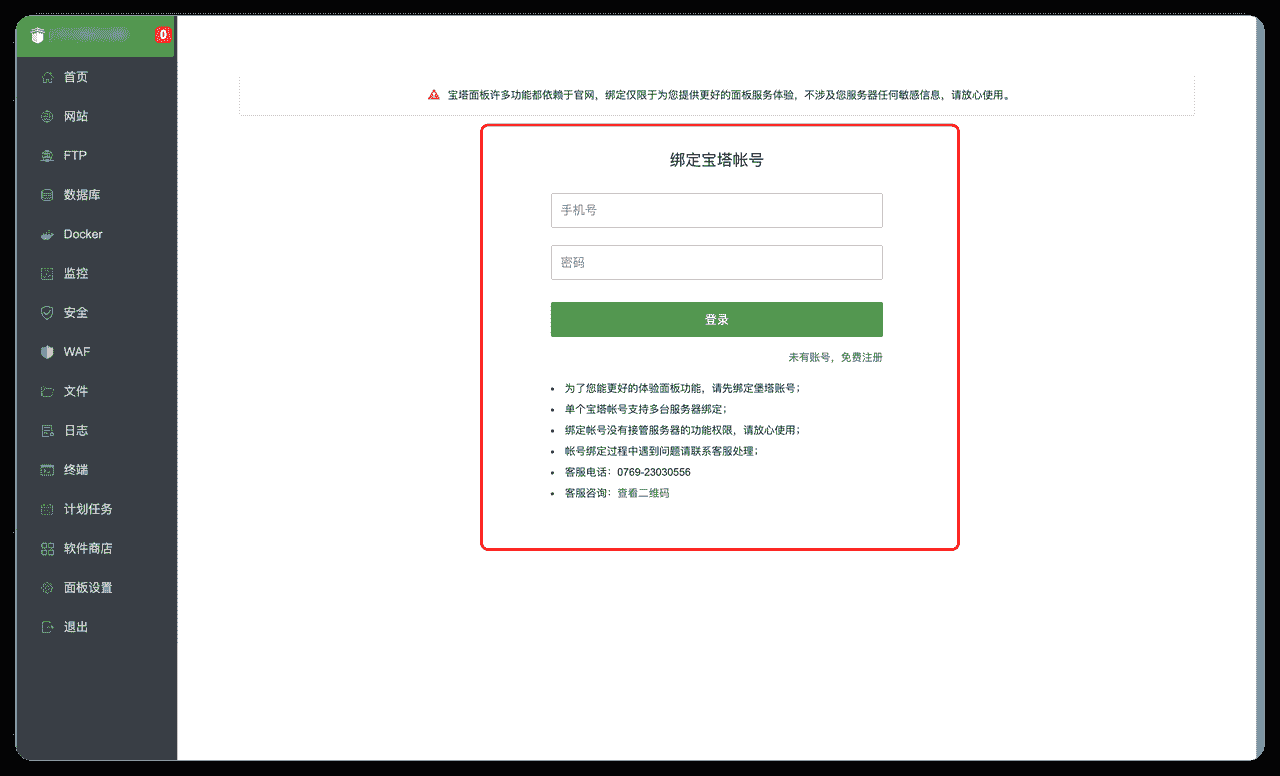 0
首页
网站
FTP
数据库
Docker
监控
安全
WAF
文件
日志
终端
计划任务
软件商店
面板设置
退出
宝塔面板许多功能都依赖于官网，绑定仅限于为您提供更好的面板服务体验，不涉及您服务器任何敏感信息，请放心使用。
绑定宝塔帐号
手机号
密码
登录
未有账号，免费注册
为了您能更好的体验面板功能，请先绑定堡塔账号；
单个宝塔帐号支持多台服务器绑定；
绑定帐号没有接管服务器的功能权限，请放心使用；
帐号绑定过程中遇到问题请联系客服处理；
客服电话：0769-23030556
客服咨询：查看二维码